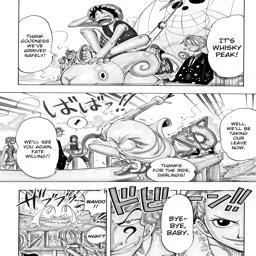 THANK
GOODNESS
WE'VE
ARRIVED
SAFELY!
IT'S
WHISKY
PEAK!
ばばっ!!
WELL,
WE'LL BE
TAKING
OUR
LEAVE NOW.
WE'LL SEE
YOU AGAIN,
FATE
WILLING!!
THANKS
FOR THE RIDE,
DARLINGS!
WAHOO
!!
HUH!?
?
BYE-
BYE,
BABY.